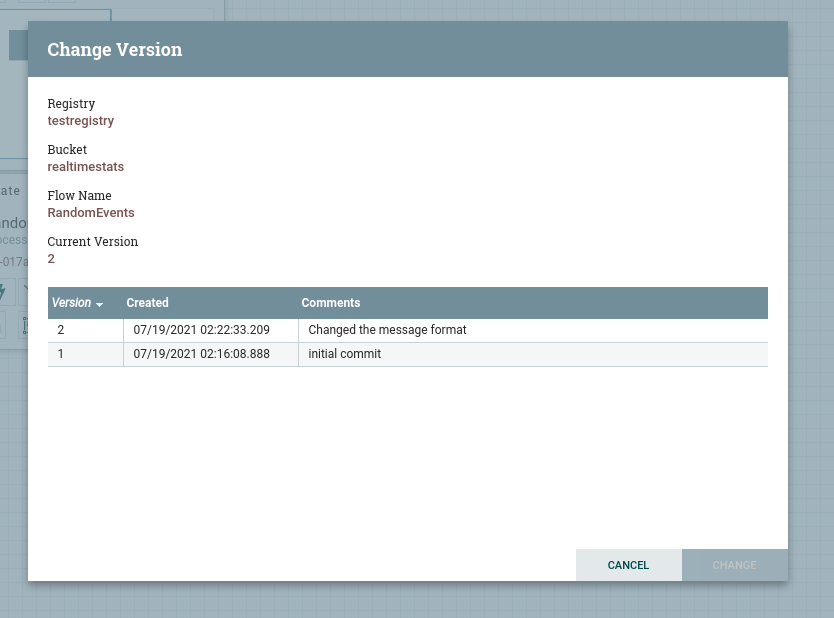 Change Version
Registry
testregistry
Bucket
realtimestats
Flow Name
RandomEvents
Current Version
2
Version Created Comments
2 07/19/2021 02:22:33.209 Changed the message format
1 07/19/2021 02:16:08.888 initial commit
CANCEL CHANGE
ate
ndo
ocess
-017a